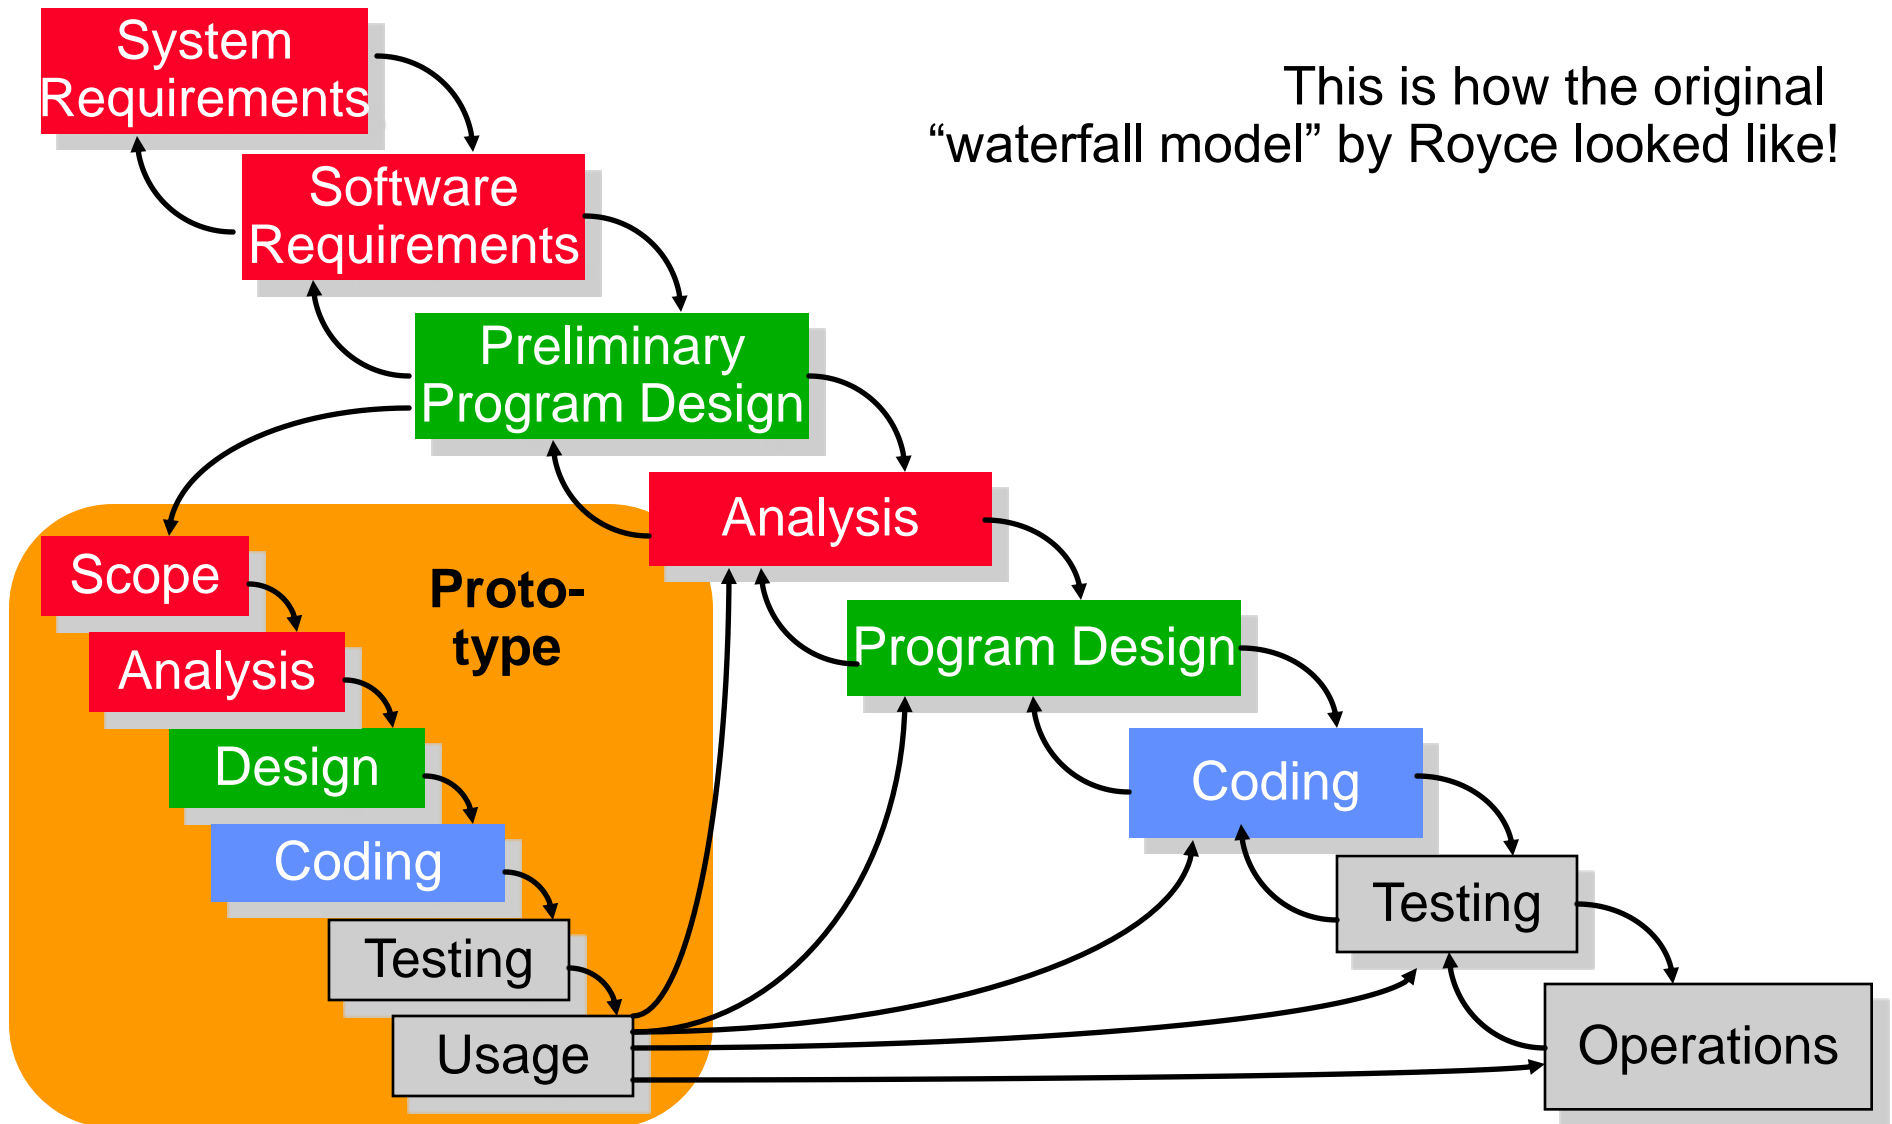 System
Requirements
This is how the original
“waterfall model” by Royce looked like!
Software
Requirements
Preliminary
Program Design
Analysis
Scope
Proto-
type
Program Design
Analysis
Design
Coding
Coding
Testing
Testing
Usage
Operations